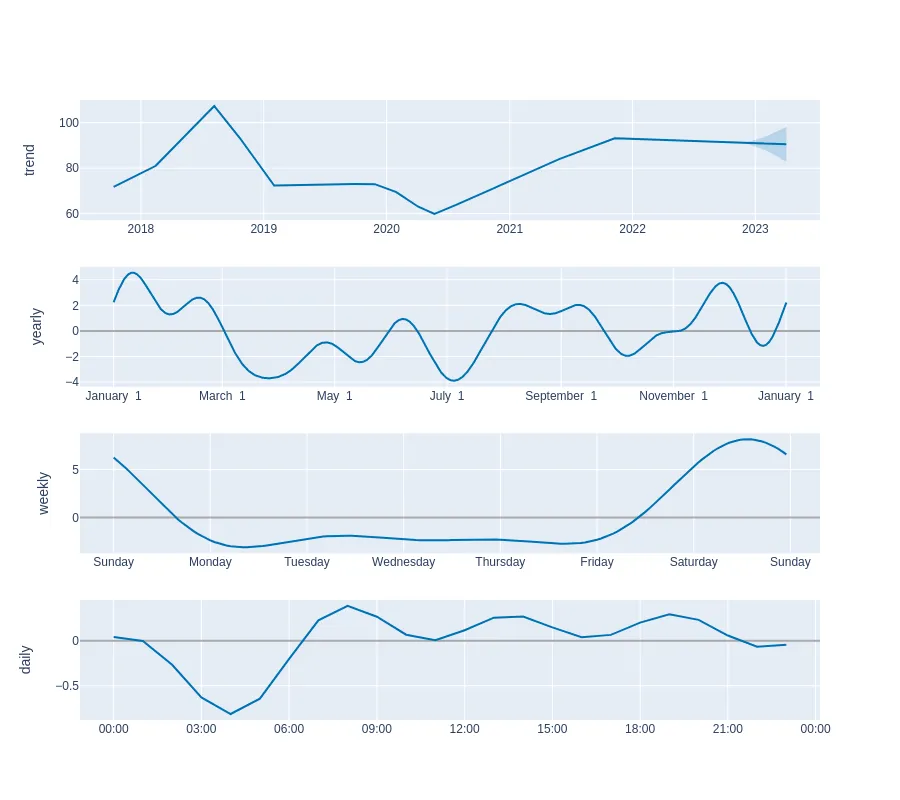 trend
100
80
60
2018 2019 2020 2021 2022 2023
yearly
4
2
0
−2
−4
January 1 March 1 May 1 July 1 September 1 November 1 January 1
weekly
5
0
Sunday Monday Tuesday Wednesday Thursday Friday Saturday Sunday
daily
0
−0.5
00:00 03:00 06:00 09:00 12:00 15:00 18:00 21:00 00:00